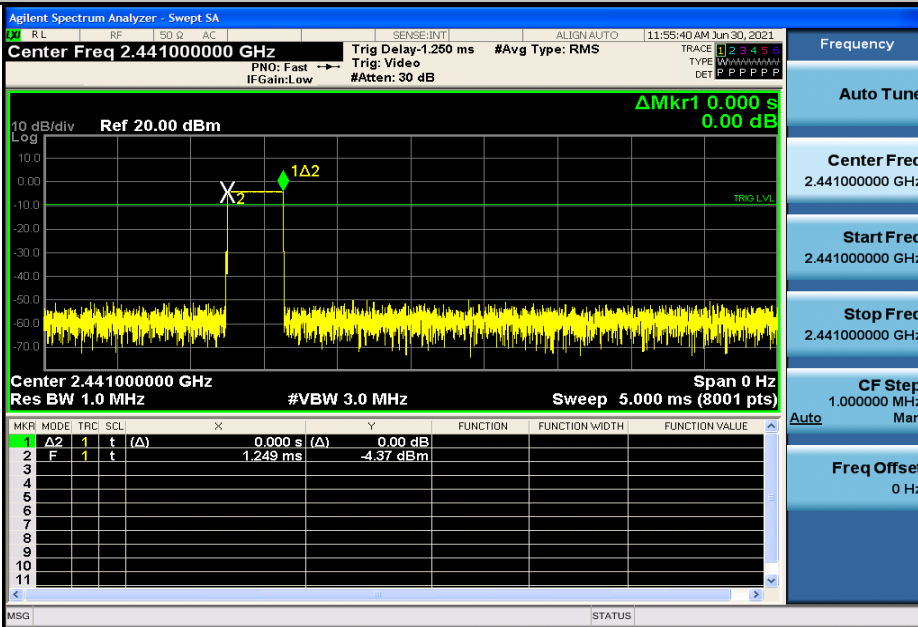 Agilent Spectrum Analyzer - Swept SA
LXI RL RF 50 Ω AC SENSE:INT ALIGN AUTO 11:55:40 AM Jun 30, 2021
Center Freq 2.441000000 GHz
PNO: Fast
IFGain:Low
Trig Delay-1.250 ms
Trig: Video
#Atten: 30 dB
#Avg Type: RMS
TRACE 1 2 3 4 5 6
TYPE WWWWWW
DET P P P P P P
ΔMkr1 0.000 s
0.00 dB
10 dB/div Ref 20.00 dBm
Log
10.0
0.00
-10.0
-20.0
-30.0
-40.0
-50.0
-60.0
-70.0
1Δ2
2
TRIG LVL
Center 2.441000000 GHz Span 0 Hz
Res BW 1.0 MHz #VBW 3.0 MHz Sweep 5.000 ms (8001 pts)
MKR MODE TRC SCL X Y FUNCTION FUNCTION WIDTH FUNCTION VALUE
1 Δ2 1 t (Δ) 0.000 s (Δ) 0.00 dB
2 F 1 t 1.249 ms -4.37 dBm
3
4
5
6
7
8
9
10
11
MSG STATUS
Frequency
Auto Tune
Center Freq
2.441000000 GHz
Start Freq
2.441000000 GHz
Stop Freq
2.441000000 GHz
CF Step
1.000000 MHz
Auto Man
Freq Offset
0 Hz